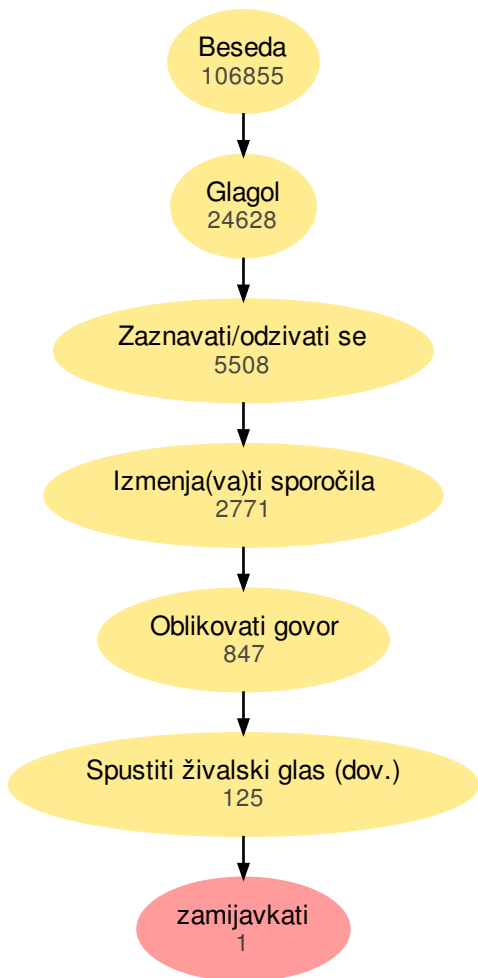 Beseda
106855
Glagol
24628
Zaznavati/odzivati se
5508
Izmenja(va)ti sporočila
2771
Oblikovati govor
847
Spustiti živalski glas (dov.)
125
zamijavkati
1